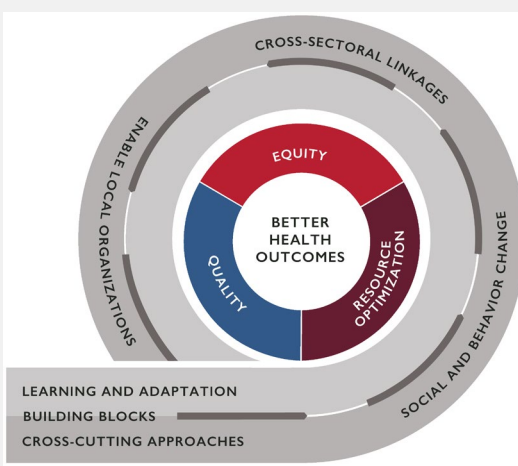 CROSS-SECTORAL LINKAGES
ENABLE LOCAL ORGANIZATIONS
EQUITY
BETTER
HEALTH
OUTCOMES
QUALITY
RESOURCE
OPTIMIZATION
SOCIAL AND BEHAVIOR CHANGE
LEARNING AND ADAPTATION
BUILDING BLOCKS
CROSS-CUTTING APPROACHES